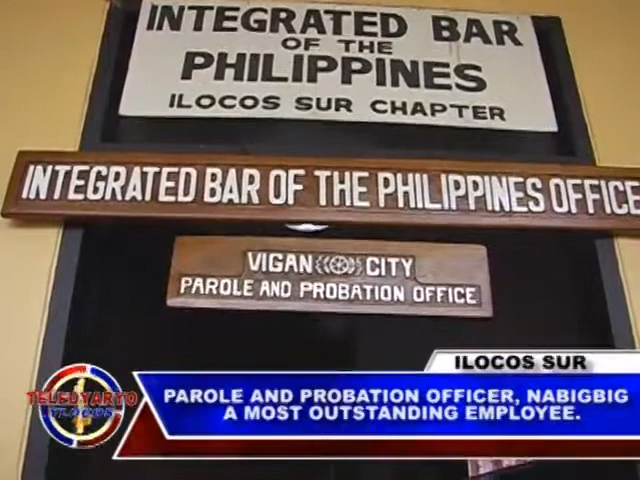 INTEGRATED BAR
OF THE
PHILIPPINES
ILOCOS SUR CHAPTER
INTEGRATED BAR OF THE PHILIPPINES OFFICE
VIGAN CITY
PAROLE AND PROBATION OFFICE
ILOCOS SUR
TELEDYARYO
ILOCOS
PAROLE AND PROBATION OFFICER, NABIGBIG
A MOST OUTSTANDING EMPLOYEE.